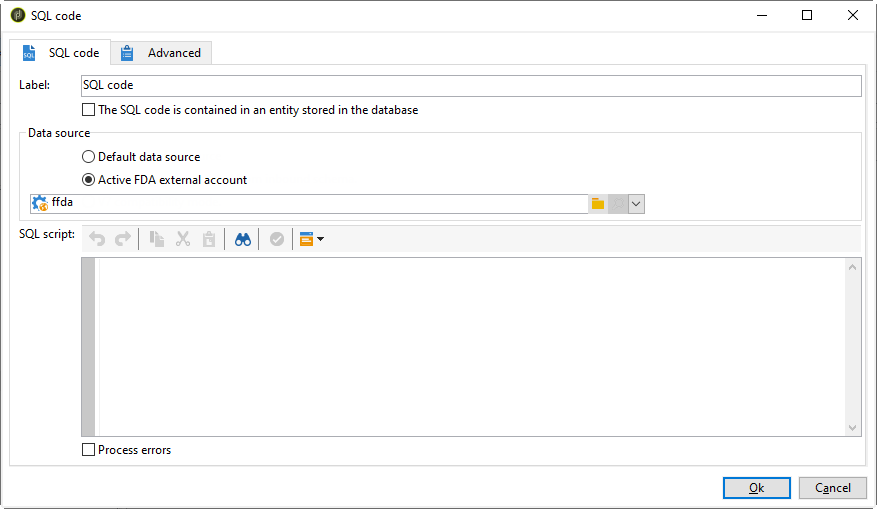 SQL code
SQL code
Advanced
Label:
SQL code
The SQL code is contained in an entity stored in the database
Data source
Default data source
Active FDA external account
ffda
SQL script:
Process errors
Ok
Cancel